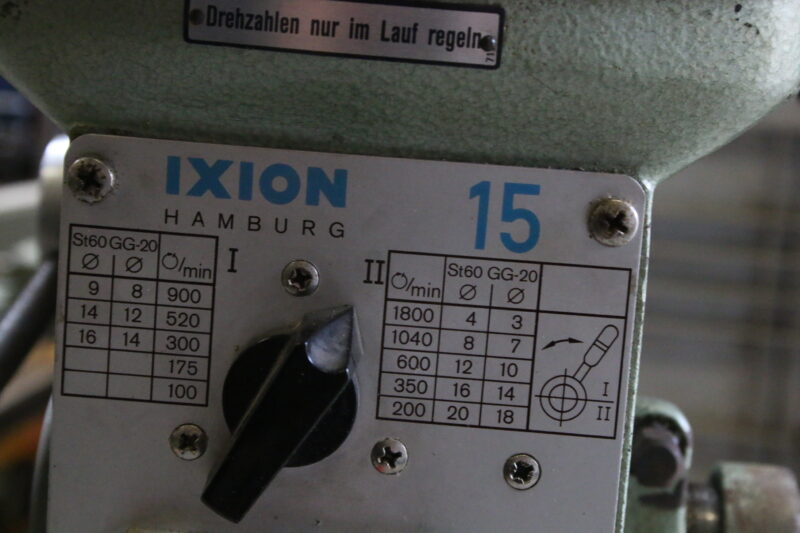 Drehzahlen nur im Lauf regeln
71
IXION
HAMBURG
15
I
St60 GG-20 /min
Ø Ø
9 8 900
14 12 520
16 14 300
175
100
II
/min St60 GG-20
Ø Ø
1800 4 3
1040 8 7
600 12 10
350 16 14
200 20 18
I
II